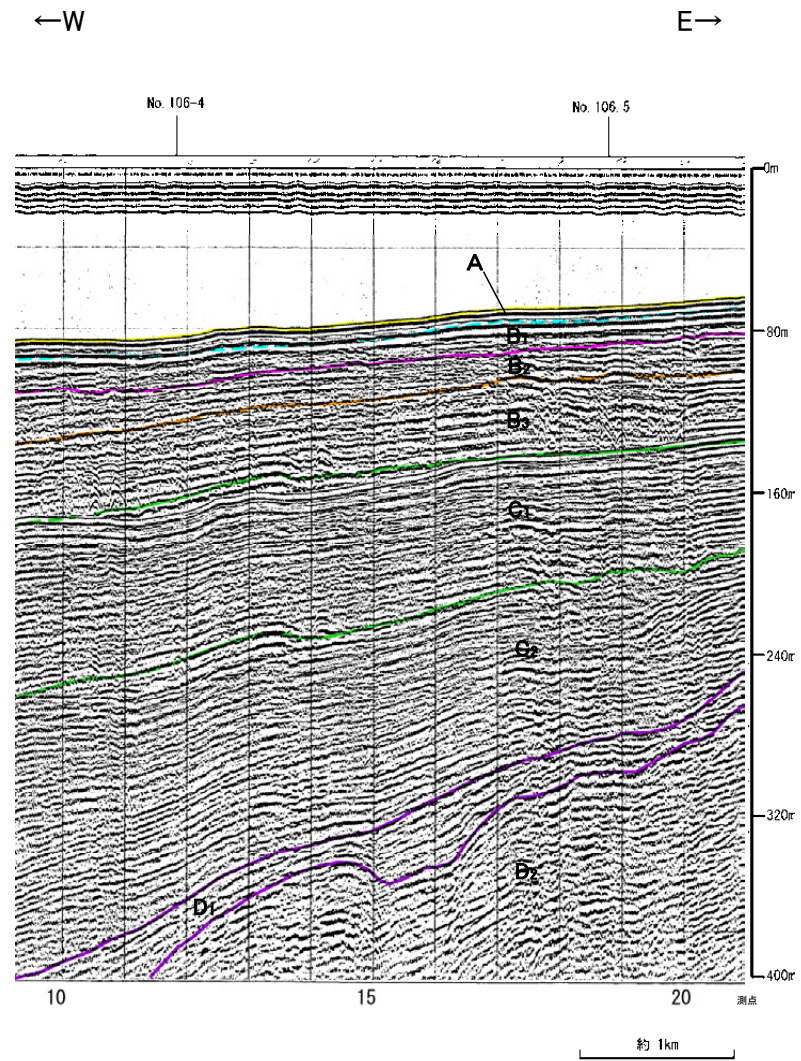 ←W E→
No. 106-4 No. 106.5
0m
A
80m
B₁
B₂
B₃
160m
C₁
C₂
240m
320m
D₂
D₁
400m
10 15 20 測点
約 1km